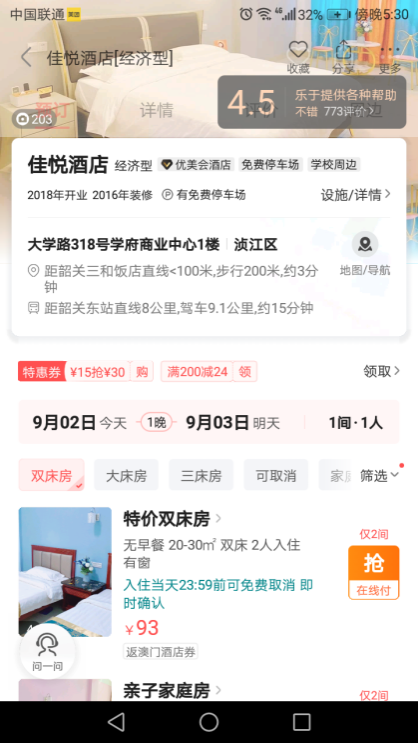 中国联通
4G
32%
傍晚5:30
佳悦酒店[经济型]
收藏
分享
更多
203
预订
详情
4.5
乐于提供各种帮助
不错 773评价>
佳悦酒店 经济型 优美会酒店 免费停车场 学校周边
2018年开业 2016年装修 P有免费停车场
设施/详情>
大学路318号学府商业中心1楼 浈江区
地图/导航
距韶关三和饭店直线<100米,步行200米,约3分
钟
距韶关东站直线8公里,驾车9.1公里,约15分钟
特惠券 ¥15抢¥30 购 满200减24 领
领取>
9月02日今天 1晚 9月03日明天
1间·1人
双床房 大床房 三床房 可取消
筛选
特价双床房>
无早餐 20-30㎡ 双床 2人入住
有窗
入住当天23:59前可免费取消 即
时确认
¥93
返澳门酒店券
仅2间
抢
在线付
问一问
亲子家庭房>
仅2间